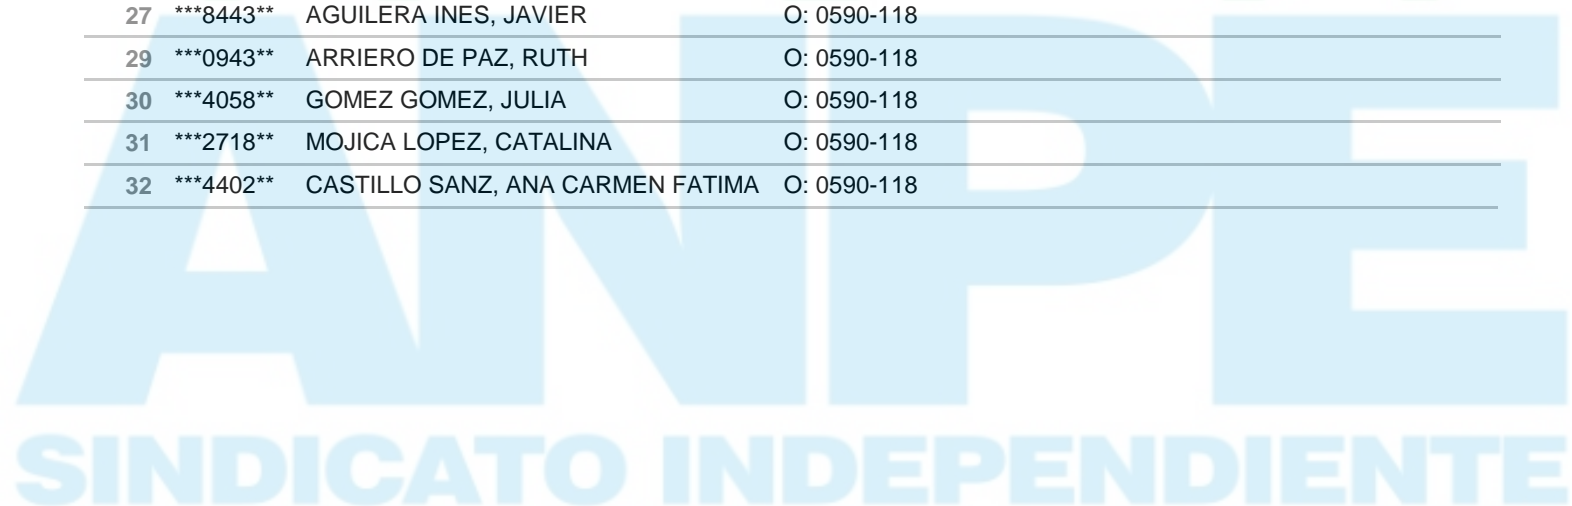 27 ***8443** AGUILERA INES, JAVIER O: 0590-118
29 ***0943** ARRIERO DE PAZ, RUTH O: 0590-118
30 ***4058** GOMEZ GOMEZ, JULIA O: 0590-118
31 ***2718** MOJICA LOPEZ, CATALINA O: 0590-118
32 ***4402** CASTILLO SANZ, ANA CARMEN FATIMA O: 0590-118
ANPE
SINDICATO INDEPENDIENTE